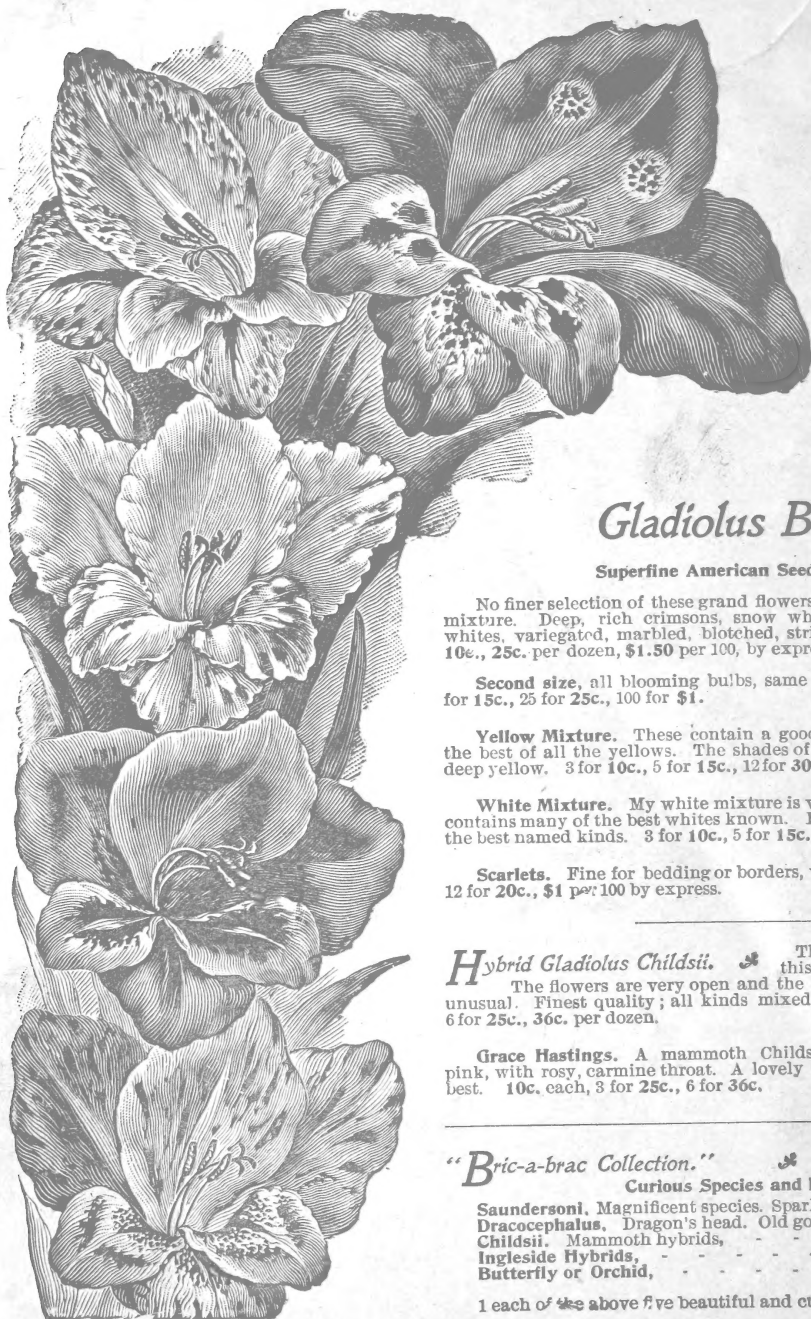 Gladiolus B
Superfine American Seed
No finer selection of these grand flowers
mixture. Deep, rich crimsons, snow wh
whites, variegated, marbled, blotched, stri
10c., 25c. per dozen, $1.50 per 100, by expr
Second size, all blooming bulbs, same
for 15c., 25 for 25c., 100 for $1.
Yellow Mixture. These contain a good
the best of all the yellows. The shades of
deep yellow. 3 for 10c., 5 for 15c., 12 for 30
White Mixture. My white mixture is v
contains many of the best whites known.
the best named kinds. 3 for 10c., 5 for 15c.
Scarlets. Fine for bedding or borders,
12 for 20c., $1 per 100 by express.
Hybrid Gladiolus Childsii. Th
this
The flowers are very open and the
unusual. Finest quality; all kinds mixed
6 for 25c., 36c. per dozen.
Grace Hastings. A mammoth Childs
pink, with rosy, carmine throat. A lovely
best. 10c. each, 3 for 25c., 6 for 36c.
"Bric-a-brac Collection."
Curious Species and
Saundersoni. Magnificent species. Spar
Dracocephalus. Dragon's head. Old go
Childsii. Mammoth hybrids, - -
Ingleside Hybrids, - - - - -
Butterfly or Orchid, - - - - -
1 each of the above five beautiful and cu